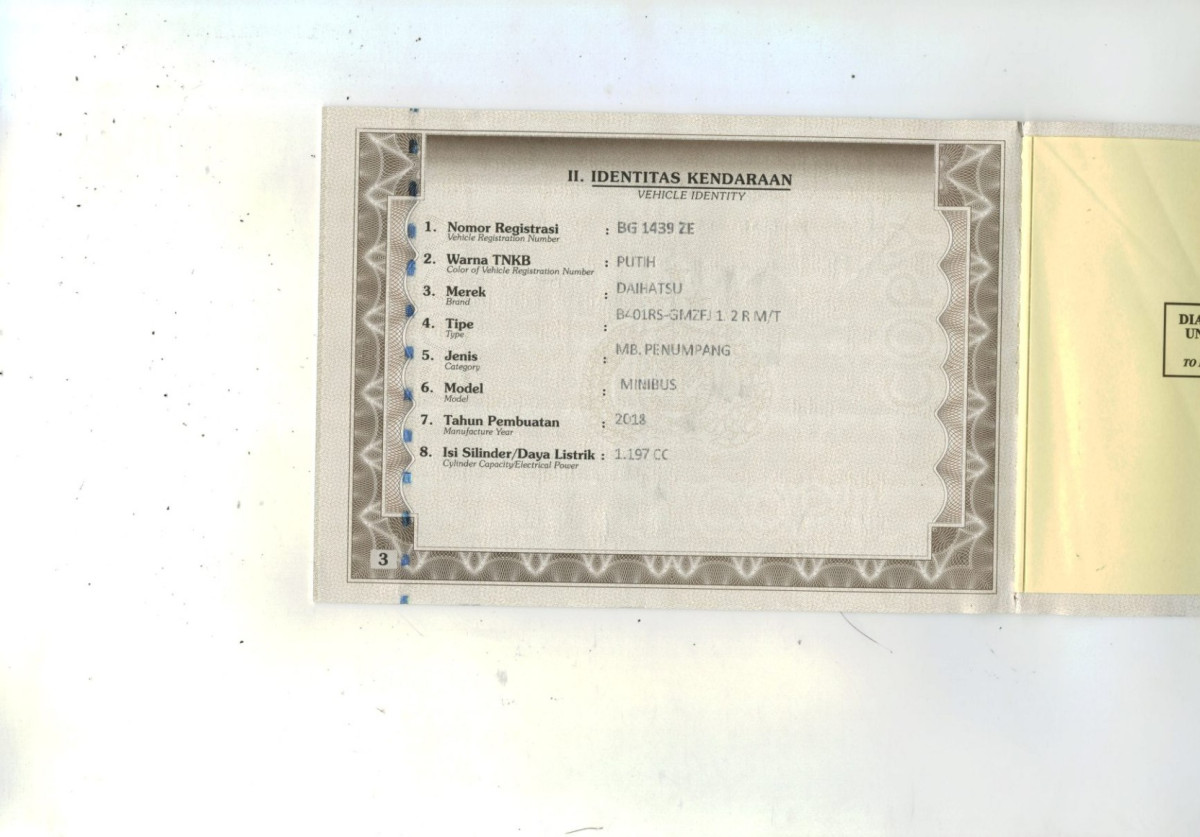 II. IDENTITAS KENDARAAN
VEHICLE IDENTITY
1. Nomor Registrasi : BG 1439 ZE
Vehicle Registration Number
2. Warna TNKB : PUTIH
Color of Vehicle Registration Number
3. Merek : DAIHATSU
Brand
4. Tipe : B401RS-GMZFJ 1. 2 R M/T
Type
5. Jenis : MB. PENUMPANG
Category
6. Model : MINIBUS
Model
7. Tahun Pembuatan : 2018
Manufacture Year
8. Isi Silinder/Daya Listrik : 1.197 CC
Cylinder Capacity/Electrical Power
3
DIA
UN
TO